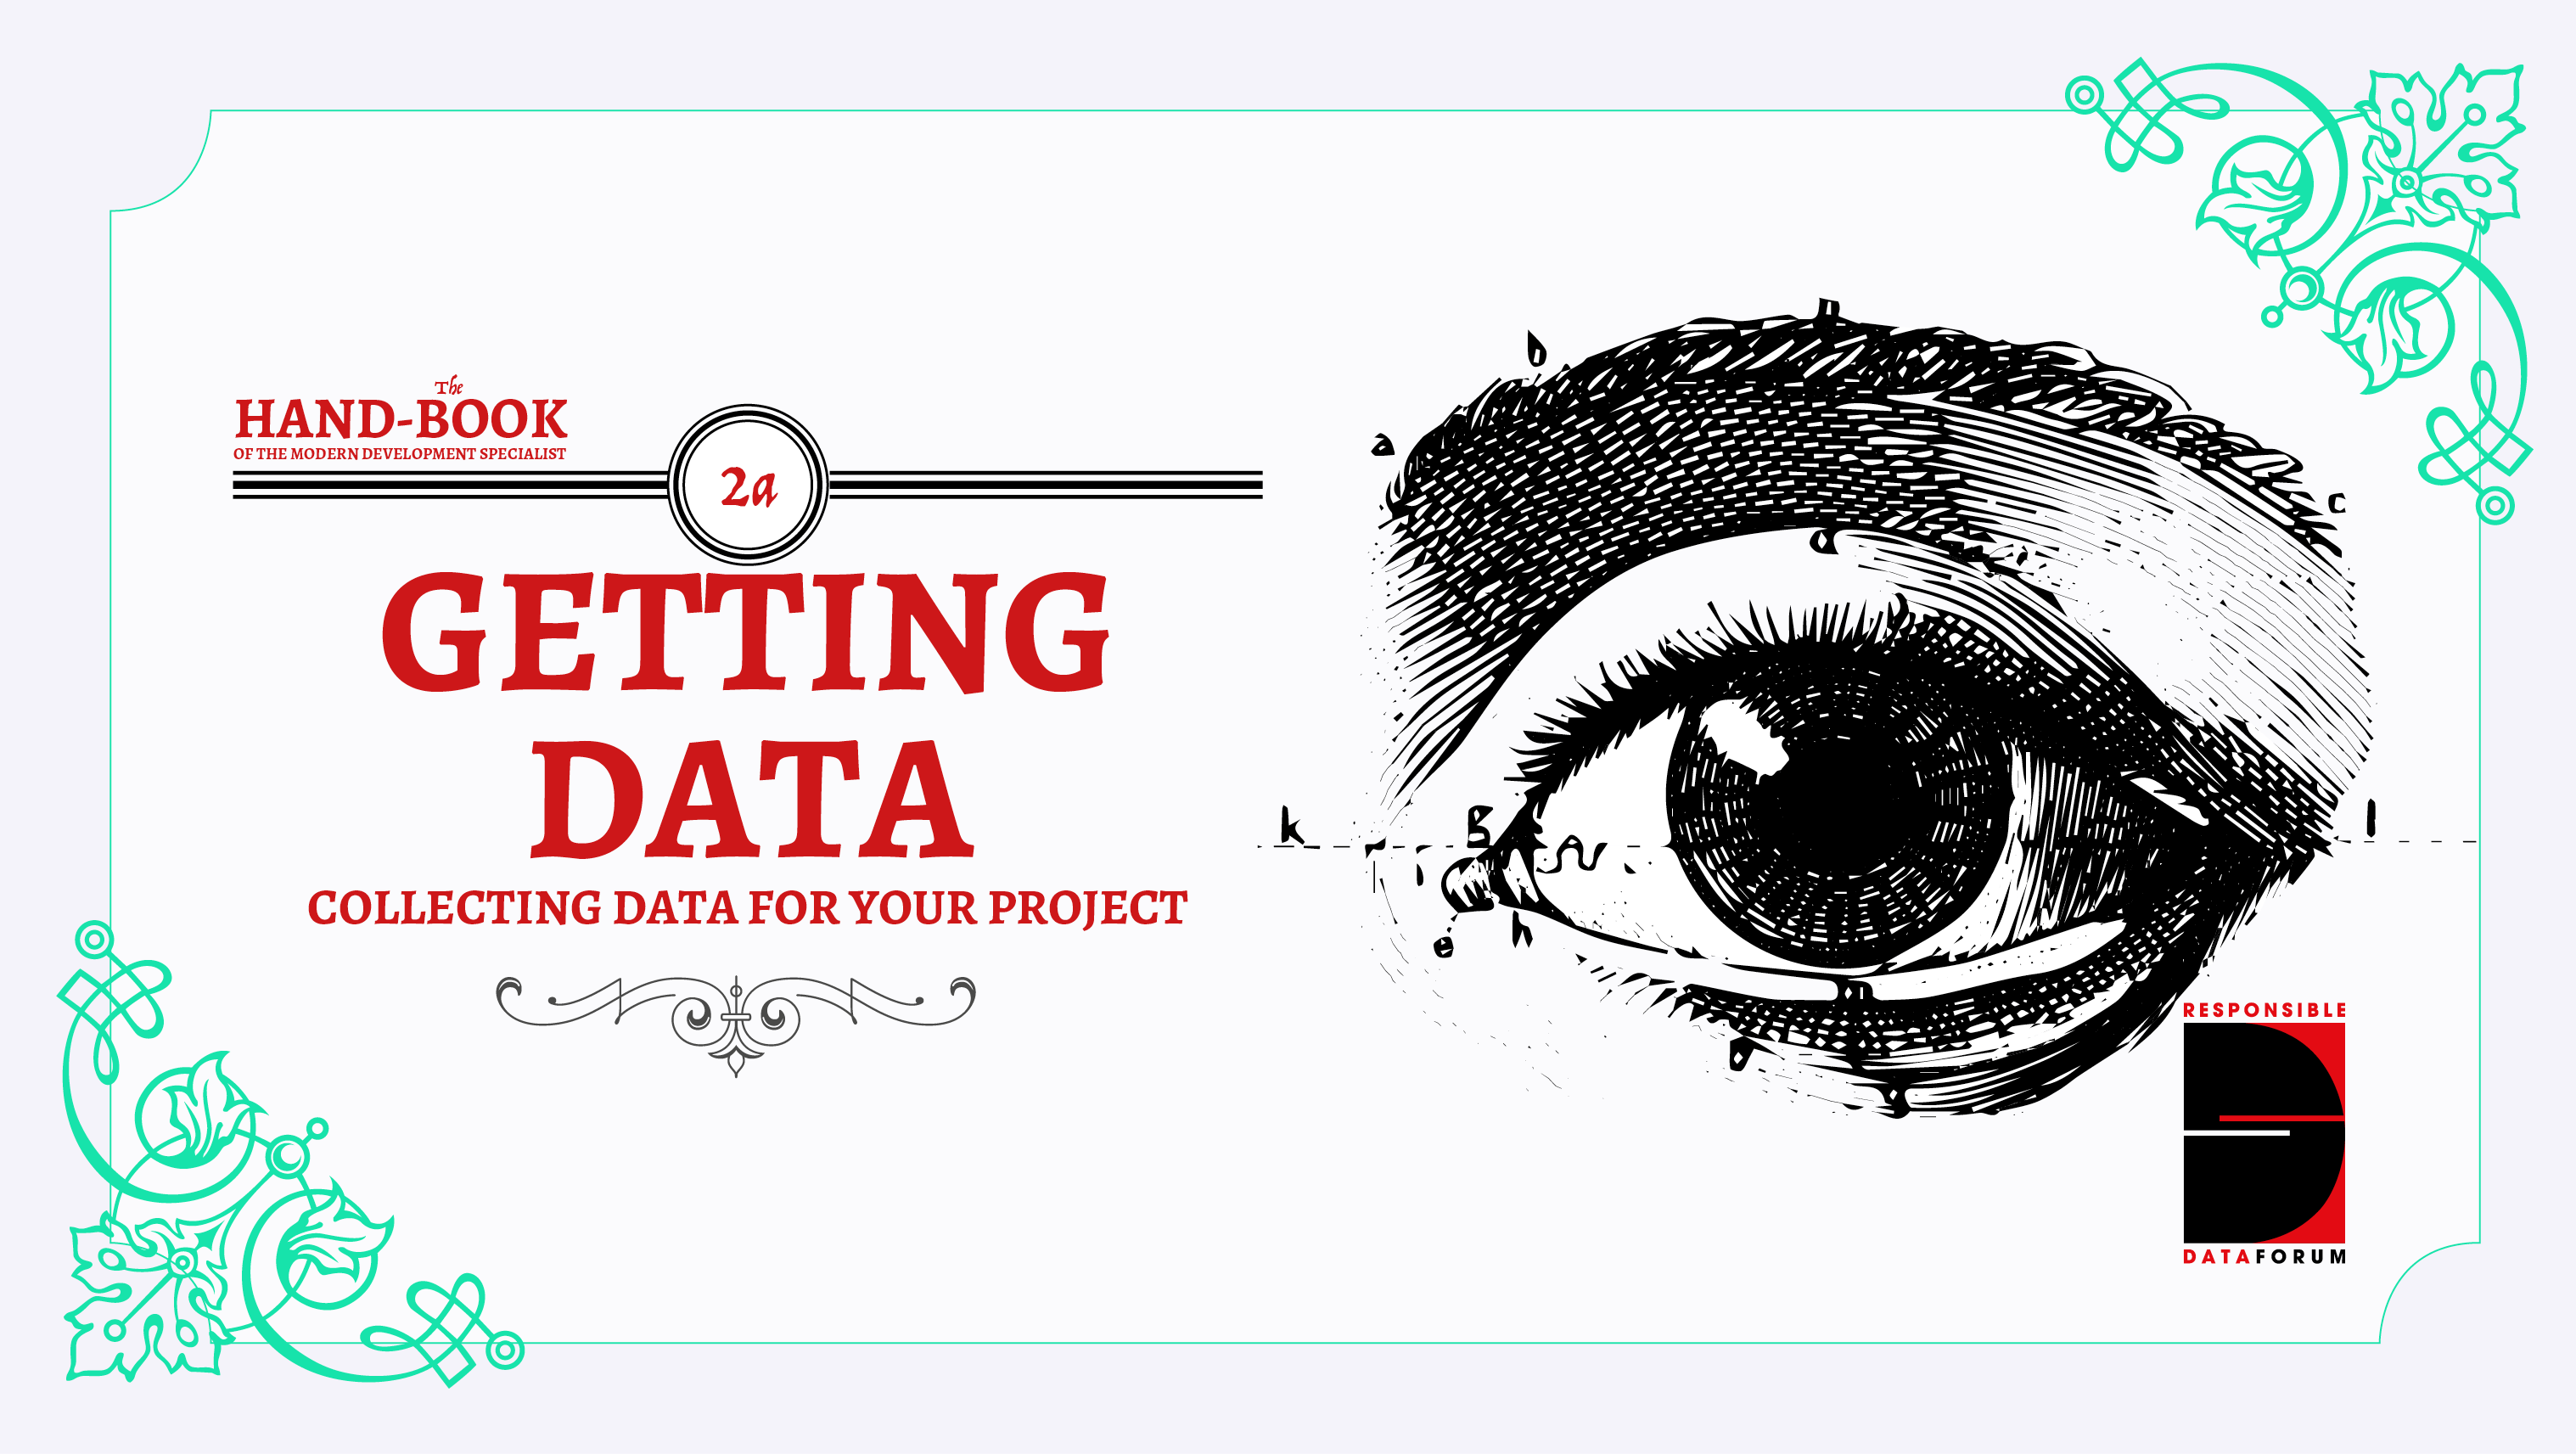 The
HAND-BOOK
OF THE MODERN DEVELOPMENT SPECIALIST
2a
GETTING
DATA
COLLECTING DATA FOR YOUR PROJECT
b
a
c
k
B
l
i
e
h
RESPONSIBLE
DATAFORUM